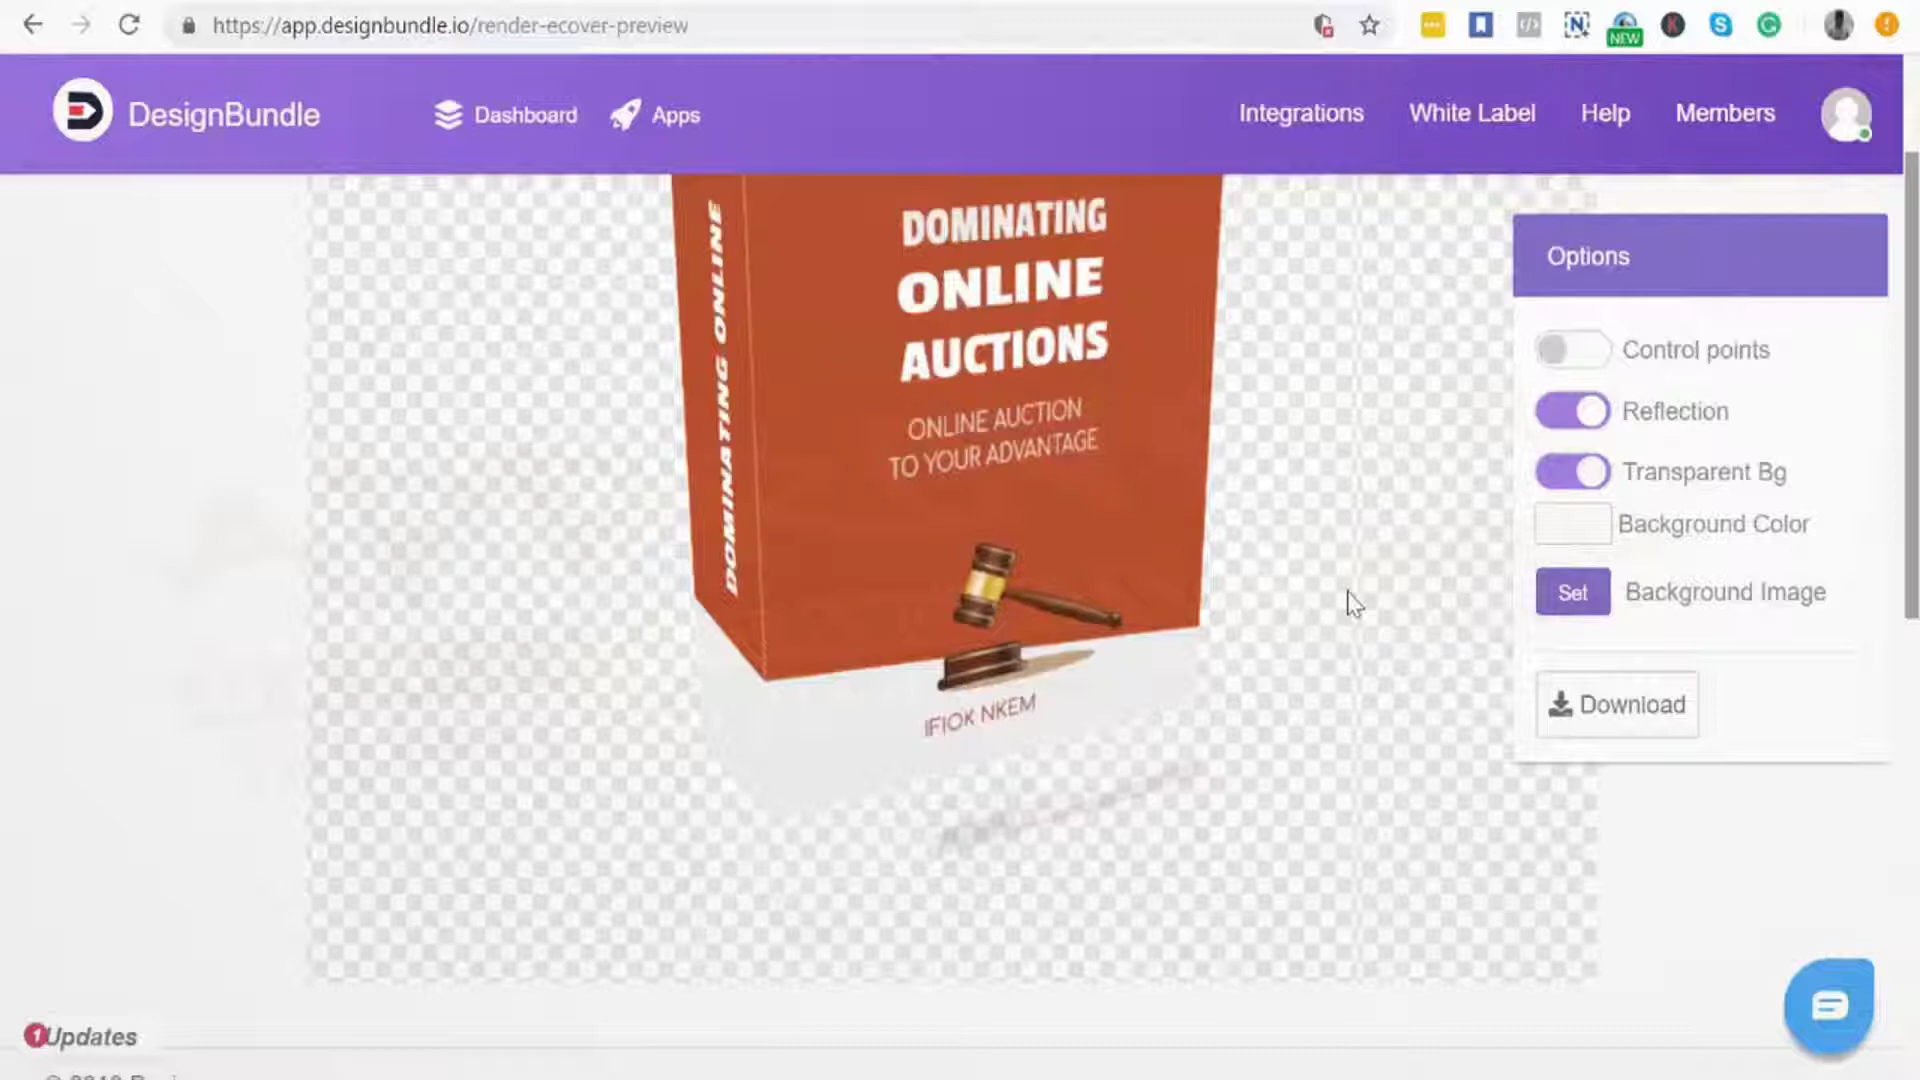 https://app.designbundle.io/render-ecover-preview
NEW
DesignBundle
Dashboard
Apps
Integrations
White Label
Help
Members
DOMINATING ONLINE
DOMINATING
ONLINE
AUCTIONS
ONLINE AUCTION
TO YOUR ADVANTAGE
IFIOK NKEM
Options
Control points
Reflection
Transparent Bg
Background Color
Set
Background Image
Download
1
Updates